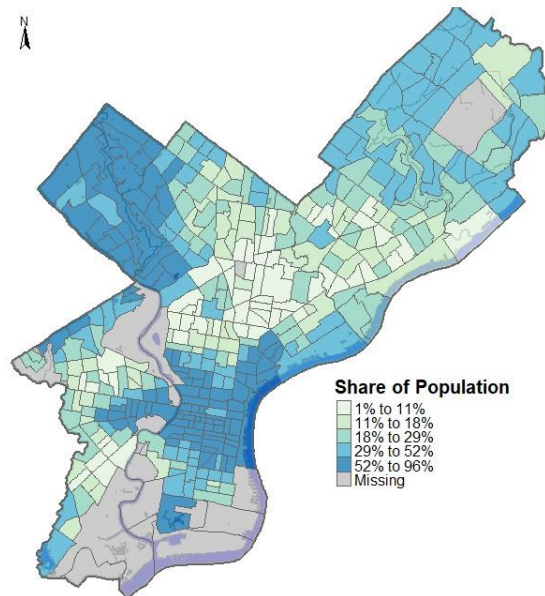 N
Share of Population
1% to 11%
11% to 18%
18% to 29%
29% to 52%
52% to 96%
Missing